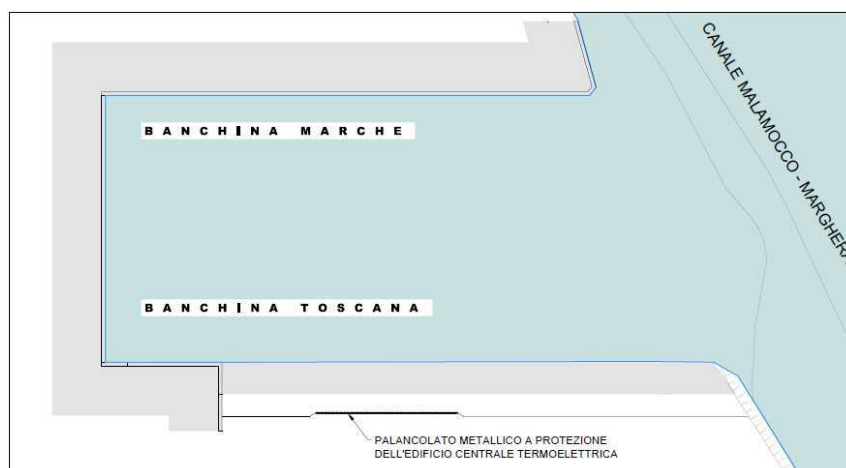 CANALE MALAMOCCO - MARGHERA
BANCHINA MARCHE
BANCHINA TOSCANA
PALANCOLATO METALLICO A PROTEZIONE
DELL'EDIFICIO CENTRALE TERMOELETTRICA